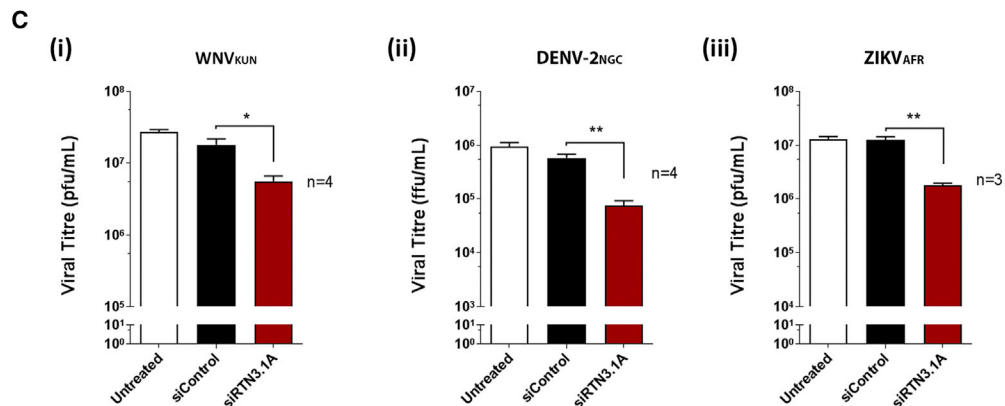 C
(i)
WNVKUN
Viral Titre (pfu/mL)
10⁸
10⁷
10⁶
10⁵
10¹
10⁰
*
n=4
Untreated
siControl
siRTN3.1A
(ii)
DENV-2NGC
Viral Titre (ffu/mL)
10⁷
10⁶
10⁵
10⁴
10³
10¹
10⁰
**
n=4
Untreated
siControl
siRTN3.1A
(iii)
ZIKVAFR
Viral Titre (pfu/mL)
10⁸
10⁷
10⁶
10⁵
10⁴
10¹
10⁰
**
n=3
Untreated
siControl
siRTN3.1A